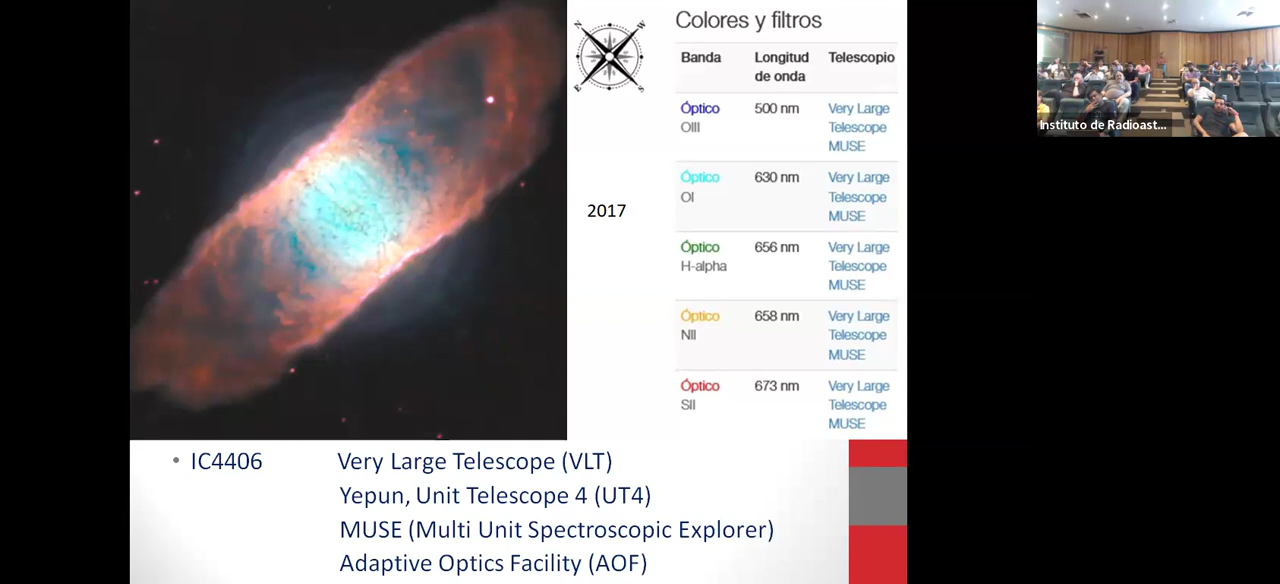 Colores y filtros
Banda Longitud de onda Telescopio
Óptico OIII 500 nm Very Large Telescope MUSE
Óptico OI 630 nm Very Large Telescope MUSE
Óptico H-alpha 656 nm Very Large Telescope MUSE
Óptico NII 658 nm Very Large Telescope MUSE
Óptico SII 673 nm Very Large Telescope MUSE
N
W
E
S
2017
Instituto de Radioast...
• IC4406 Very Large Telescope (VLT)
Yepun, Unit Telescope 4 (UT4)
MUSE (Multi Unit Spectroscopic Explorer)
Adaptive Optics Facility (AOF)